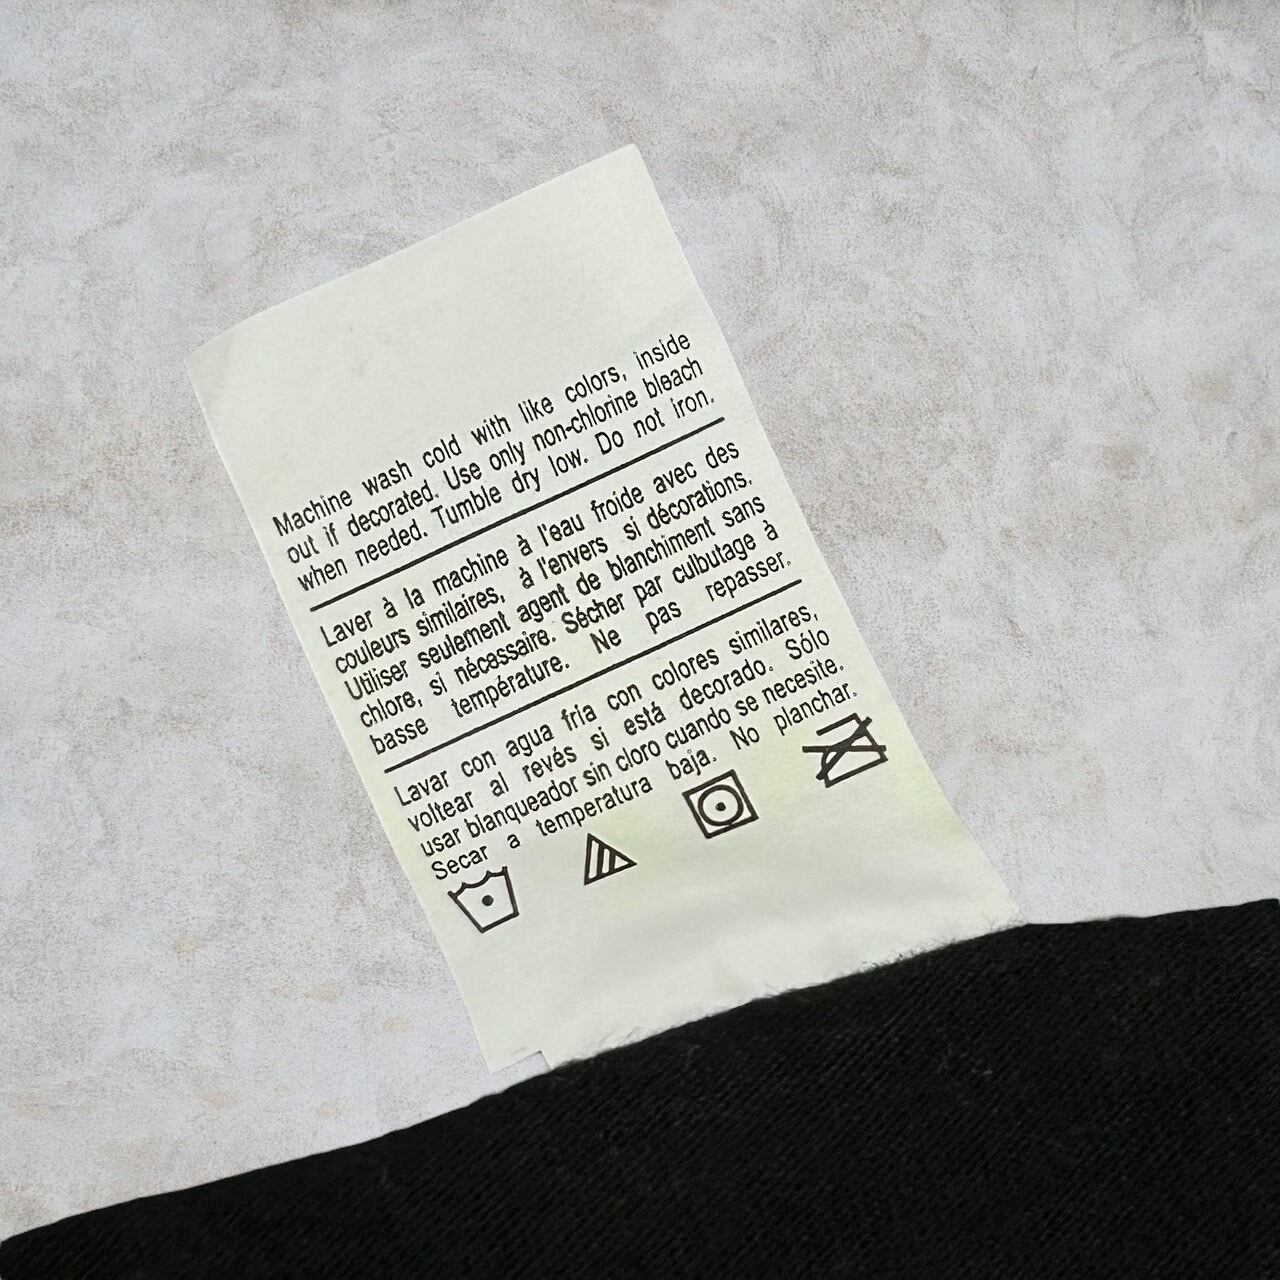 Machine wash cold with like colors, inside
out if decorated. Use only non-chlorine bleach
when needed. Tumble dry low. Do not iron.
Laver à la machine à l'eau froide avec des
couleurs similaires, à l'envers si décorations.
Utiliser seulement agent de blanchiment sans
chlore, si nécessaire. Sécher par culbutage à
basse température. Ne pas repasser.
Lavar con agua fria con colores similares,
voltear al revés si está decorado. Sólo
usar blanqueador sin cloro cuando se necesite.
Secar a temperatura baja. No planchar.